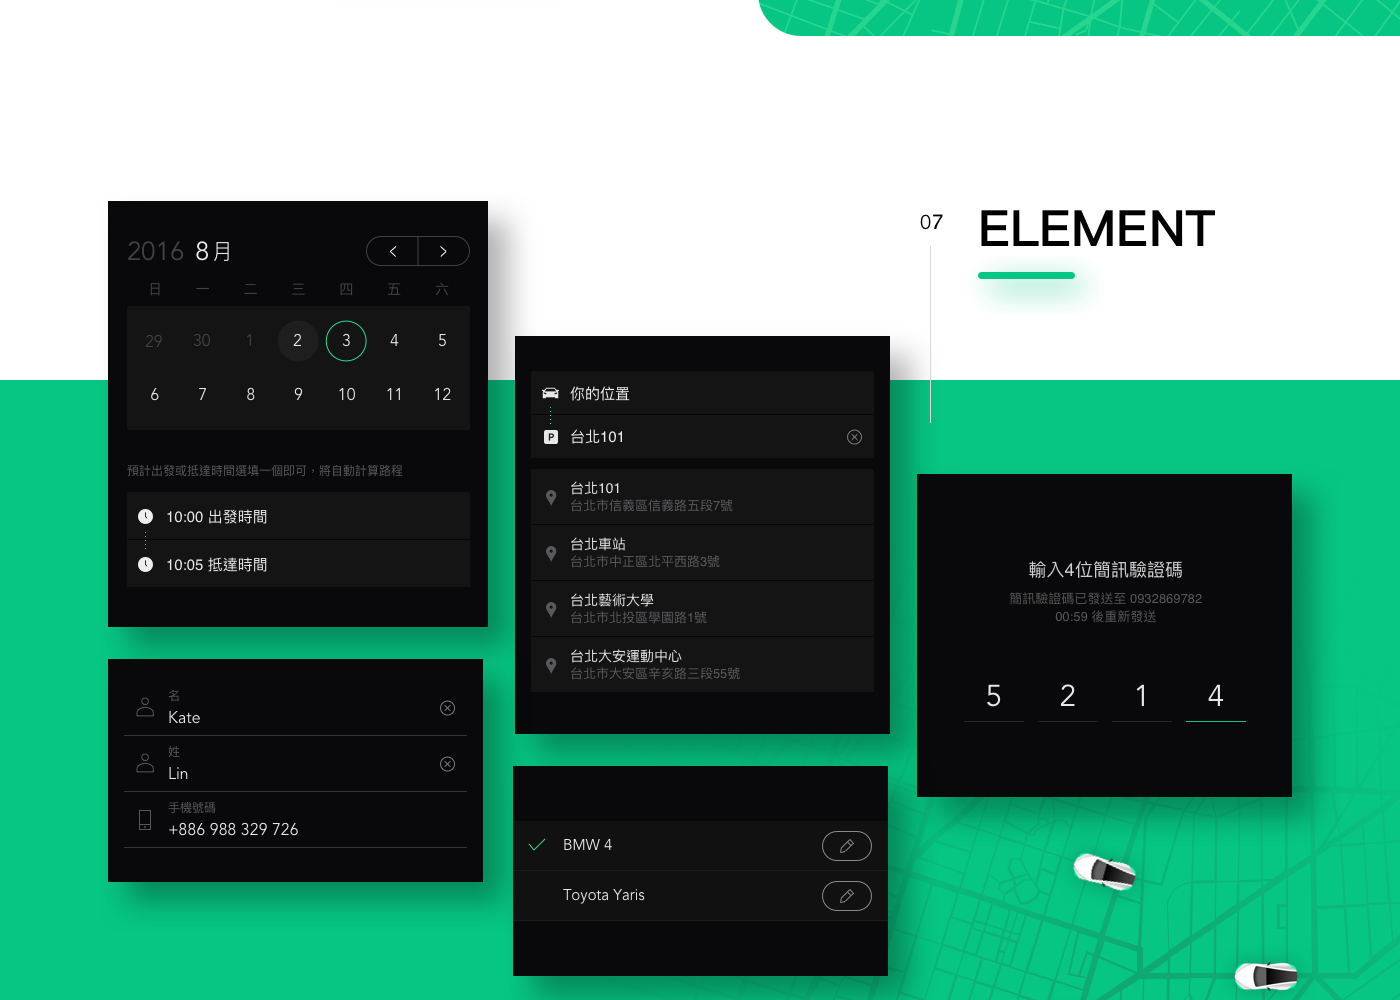 07
ELEMENT
2016 8月
日 一 二 三 四 五 六
29 30 1 2 3 4 5
6 7 8 9 10 11 12
預計出發或抵達時間選填一個即可，將自動計算路程
10:00 出發時間
10:05 抵達時間
名
Kate
姓
Lin
手機號碼
+886 988 329 726
你的位置
P
台北101
台北101
台北市信義區信義路五段7號
台北車站
台北市中正區北平西路3號
台北藝術大學
台北市北投區學園路1號
台北大安運動中心
台北市大安區辛亥路三段55號
BMW 4
Toyota Yaris
輸入4位簡訊驗證碼
簡訊驗證碼已發送至 0932869782
00:59 後重新發送
5 2 1 4